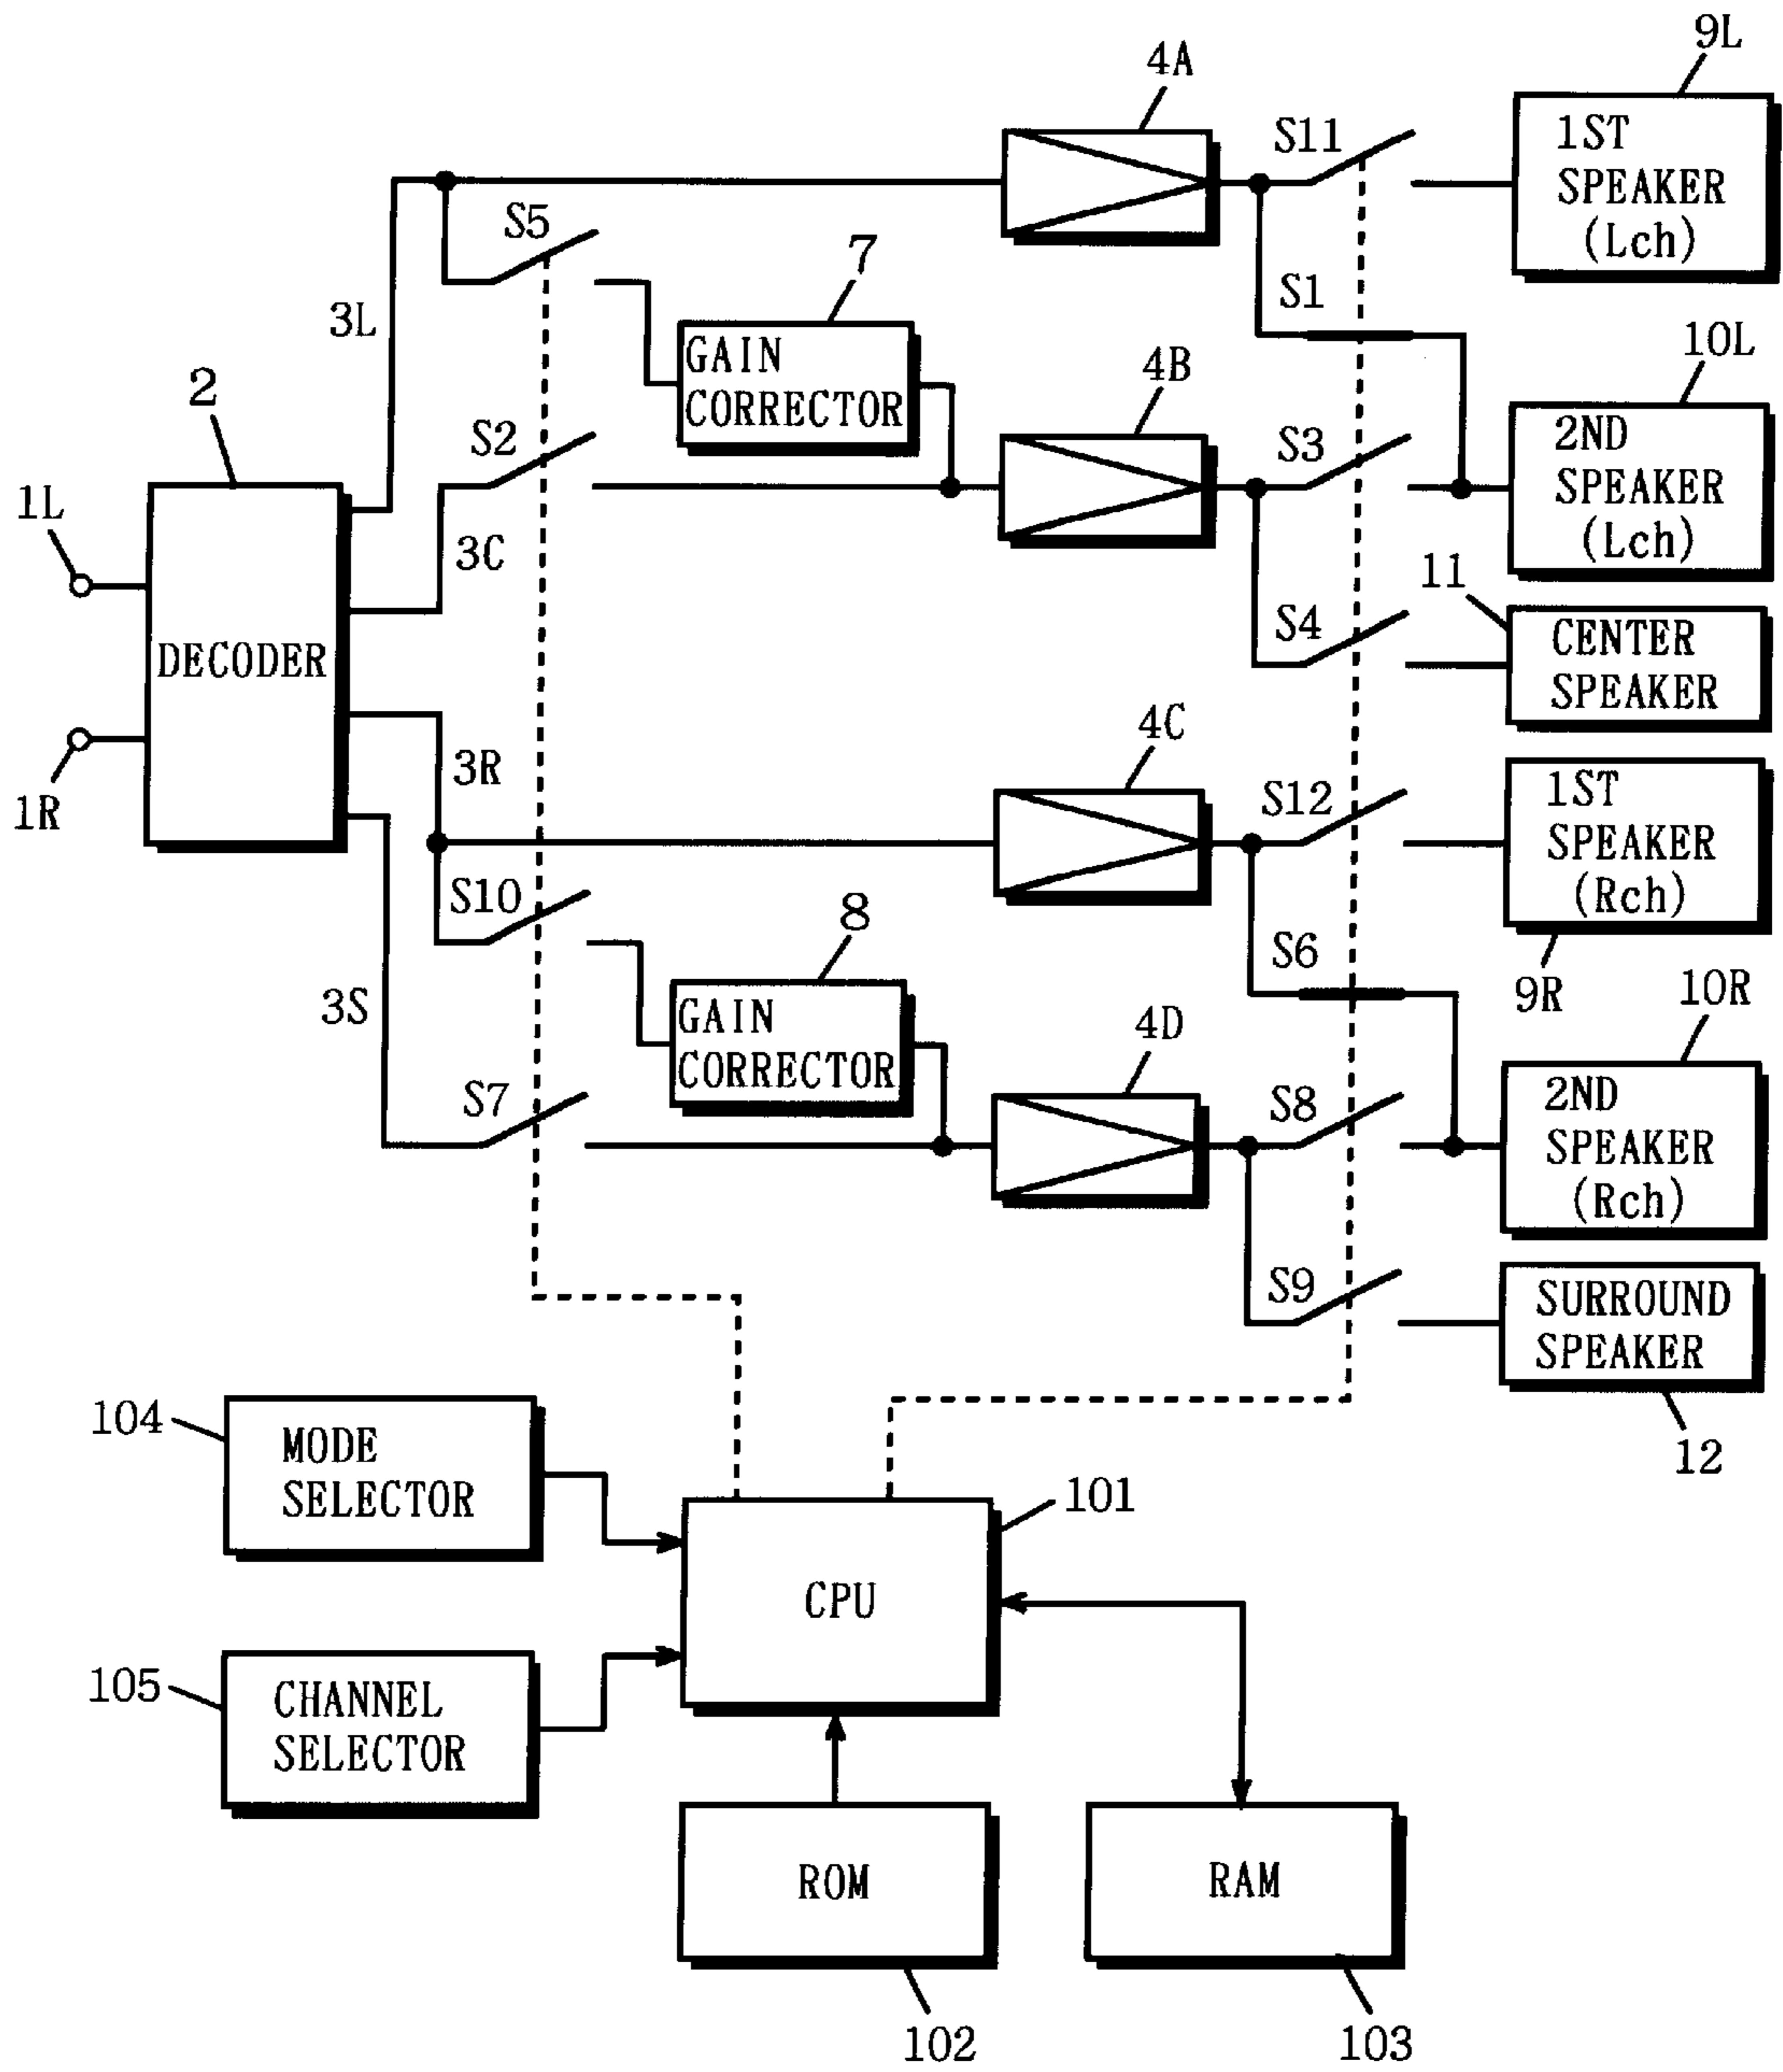 9L
4A
S11
1ST
SPEAKER
(Lch)
S5
7
3L
S1
GAIN
CORRECTOR
10L
4B
2
S2
S3
2ND
SPEAKER
(Lch)
1L
3C
11
S4
CENTER
SPEAKER
DECODER
4C
3R
S12
1ST
SPEAKER
(Rch)
1R
S10
8
S6
9R
10R
3S
GAIN
CORRECTOR
4D
S7
S8
2ND
SPEAKER
(Rch)
S9
SURROUND
SPEAKER
104
MODE
SELECTOR
12
101
CPU
105
CHANNEL
SELECTOR
ROM
RAM
102
103